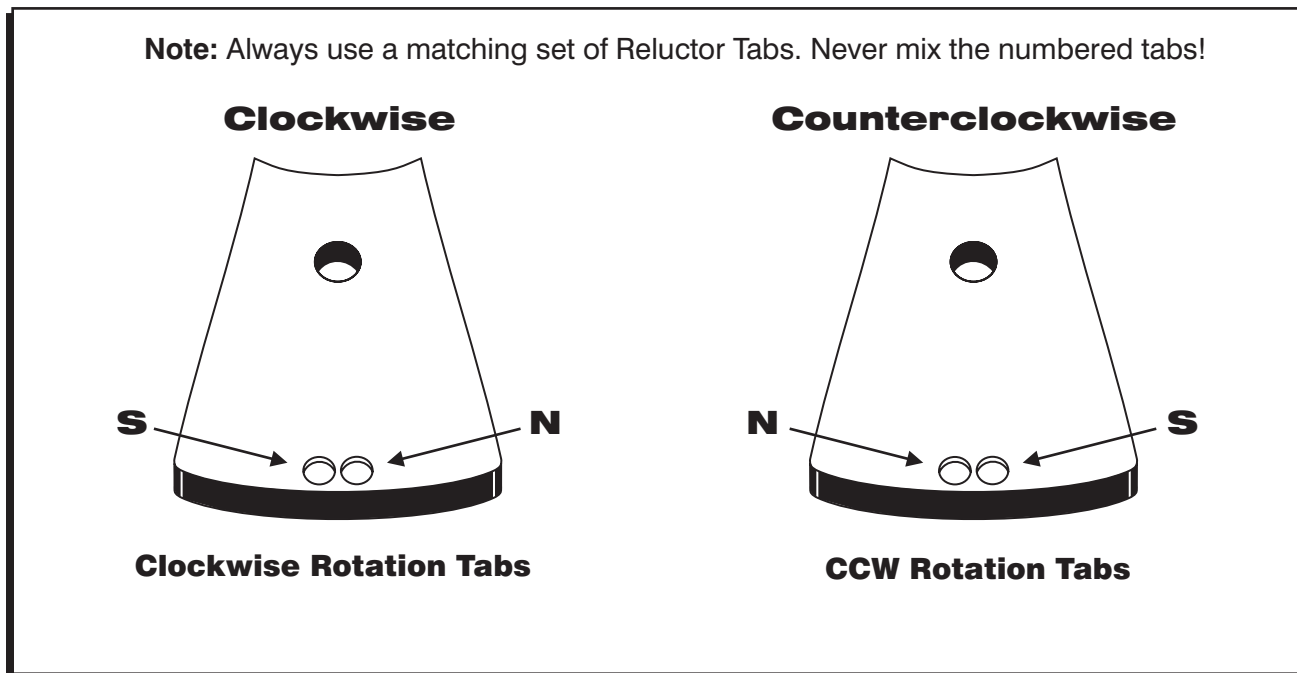 Note: Always use a matching set of Reluctor Tabs. Never mix the numbered tabs!
Clockwise
Counterclockwise
S
N
N
S
Clockwise Rotation Tabs
CCW Rotation Tabs